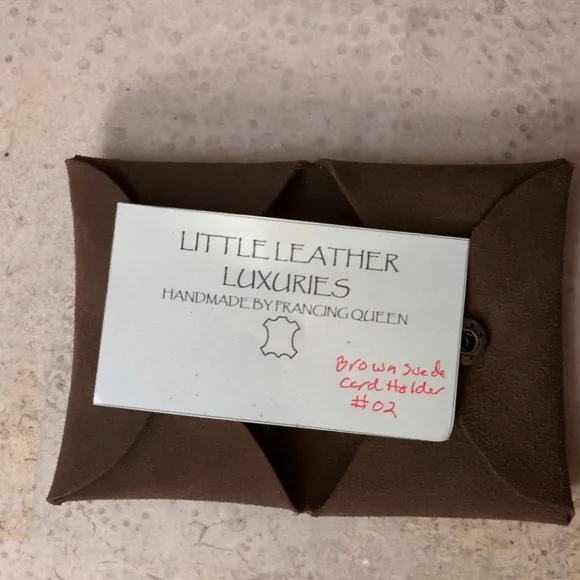 LITTLE LEATHER
LUXURIES
HANDMADE BY PRANCING QUEEN
Brown Suede
Card Holder
#02